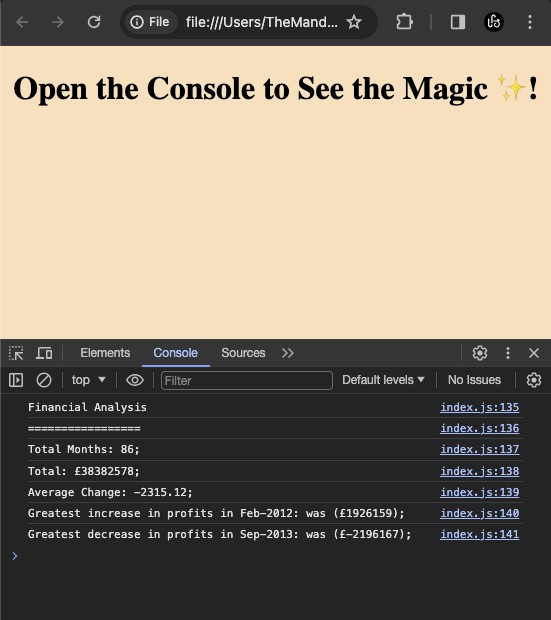 File file:///Users/TheMand...
Open the Console to See the Magic ✨!
Elements Console Sources
top Filter Default levels No Issues
Financial Analysis index.js:135
================= index.js:136
Total Months: 86; index.js:137
Total: £38382578; index.js:138
Average Change: -2315.12; index.js:139
Greatest increase in profits in Feb-2012: was (£1926159); index.js:140
Greatest decrease in profits in Sep-2013: was (£-2196167); index.js:141